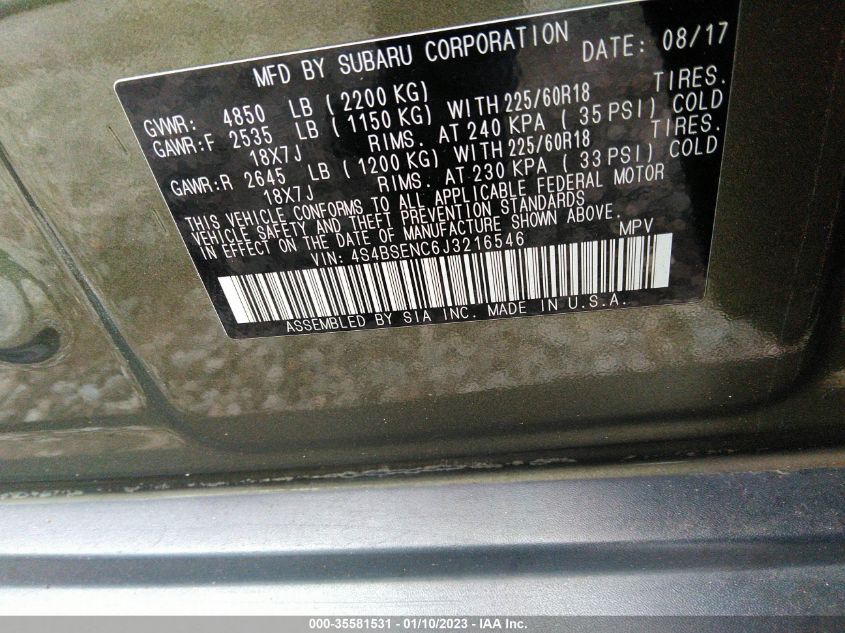 MFD BY SUBARU CORPORATION DATE: 08/17
GVWR: 4850 LB (2200 KG)
GAWR:F 2535 LB (1150 KG) WITH 225/60R18 TIRES.
18X7J RIMS. AT 240 KPA (35 PSI) COLD
GAWR:R 2645 LB (1200 KG) WITH 225/60R18 TIRES.
18X7J RIMS. AT 230 KPA (33 PSI) COLD
THIS VEHICLE CONFORMS TO ALL APPLICABLE FEDERAL MOTOR
VEHICLE SAFETY AND THEFT PREVENTION STANDARDS
IN EFFECT ON THE DATE OF MANUFACTURE SHOWN ABOVE.
VIN: 4S4BSENC6J3216546 MPV
ASSEMBLED BY SIA INC. MADE IN U.S.A.
000-35581531 - 01/10/2023 - IAA Inc.